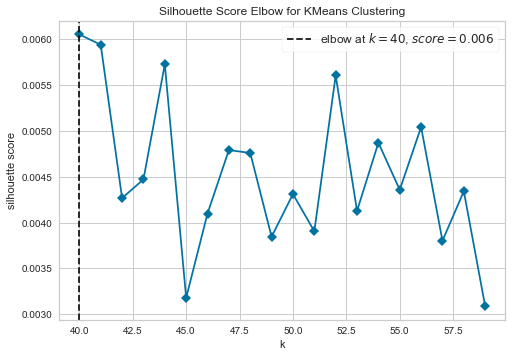 Silhouette Score Elbow for KMeans Clustering
elbow at k = 40, score = 0.006
silhouette score
0.0060
0.0055
0.0050
0.0045
0.0040
0.0035
0.0030
40.0 42.5 45.0 47.5 50.0 52.5 55.0 57.5
k